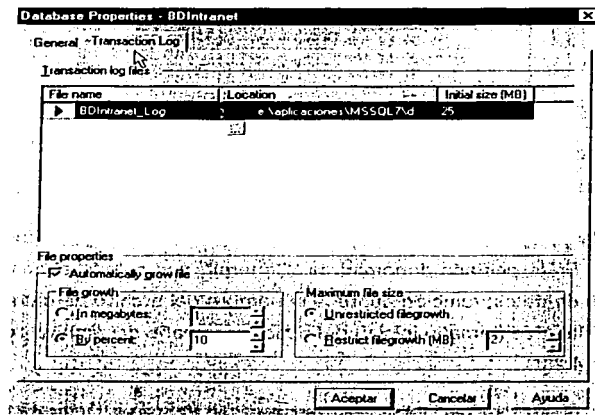 Database Properties - BDIntranet
General Transaction Log
Transaction log files
File name Location Initial size (MB)
BDIntranet_Log e:\aplicaciones\MSSQL7\d 25
File properties
Automatically grow file
File growth Maximum file size
In megabytes: 1 Unrestricted filegrowth
By percent: 10 Restrict filegrowth (MB): 27
Aceptar Cancelar Ayuda